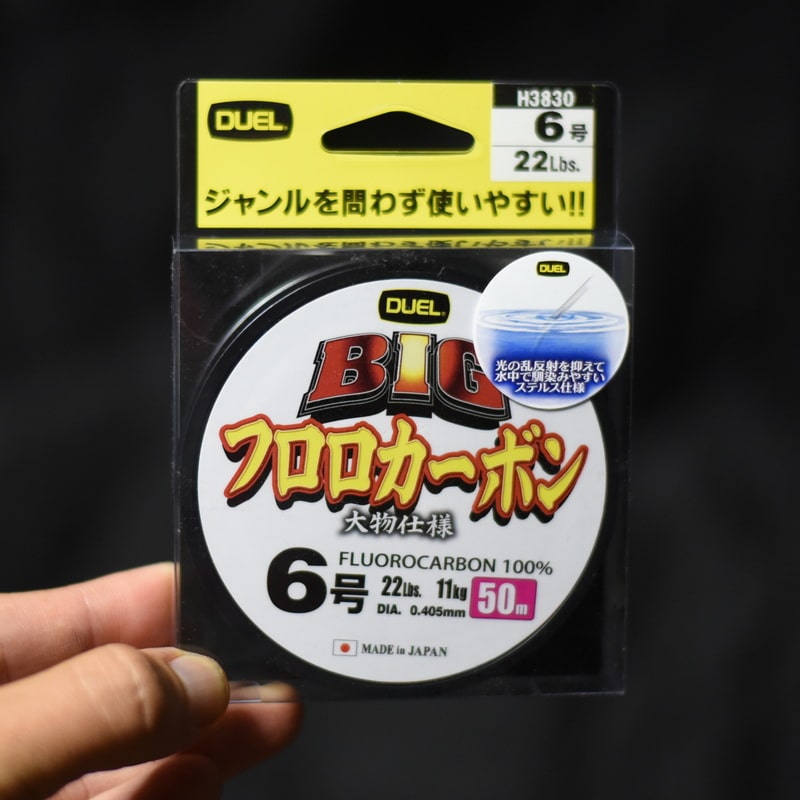 DUEL®
H3830
6号
22Lbs.
ジャンルを問わず使いやすい!!
DUEL
光の乱反射を抑えて
水中で馴染みやすい
ステルス仕様
DUEL®
BIG
フロロカーボン
大物仕様
6号
FLUOROCARBON 100%
22Lbs. 11kg
DIA. 0.405mm
50m
MADE in JAPAN